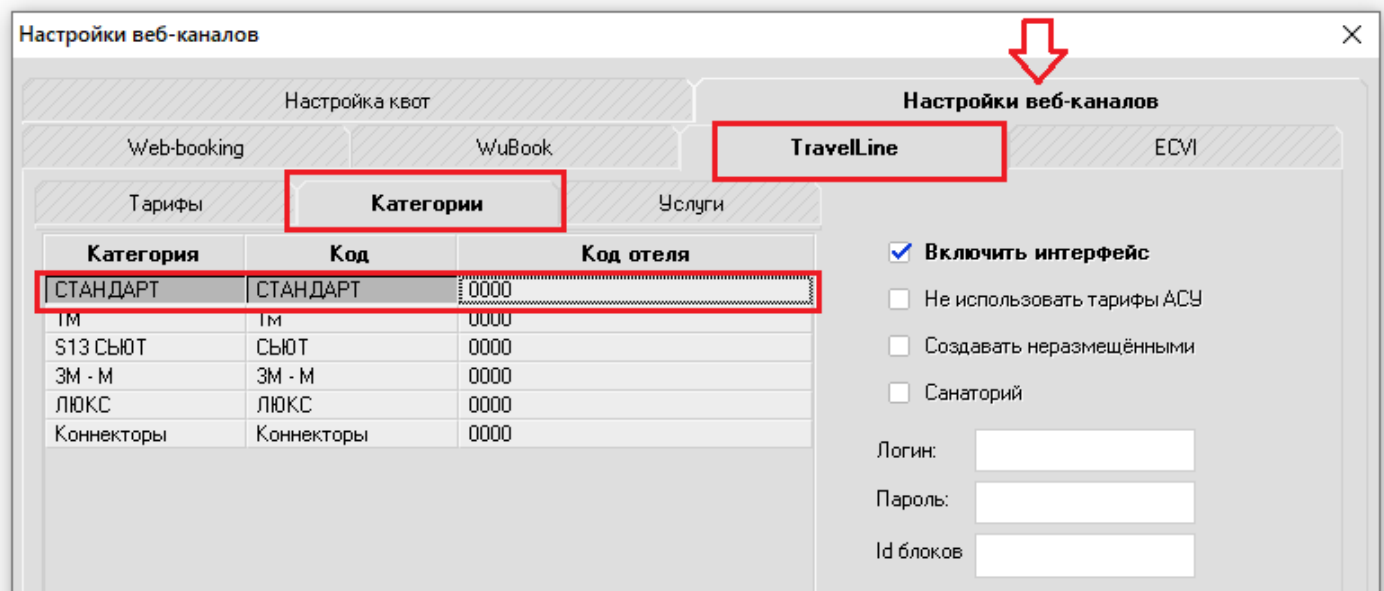 Настройки веб-каналов
Настройка квот Настройки веб-каналов
Web-booking WuBook TravelLine ECVI
Тарифы Категории Услуги
Категория Код Код отеля
СТАНДАРТ СТАНДАРТ 0000
1М 1м 0000
S13 СЬЮТ СЬЮТ 0000
3М - М 3М - М 0000
ЛЮКС ЛЮКС 0000
Коннекторы Коннекторы 0000
Включить интерфейс
Не использовать тарифы АСУ
Создавать неразмещёнными
Санаторий
Логин:
Пароль:
Id блоков